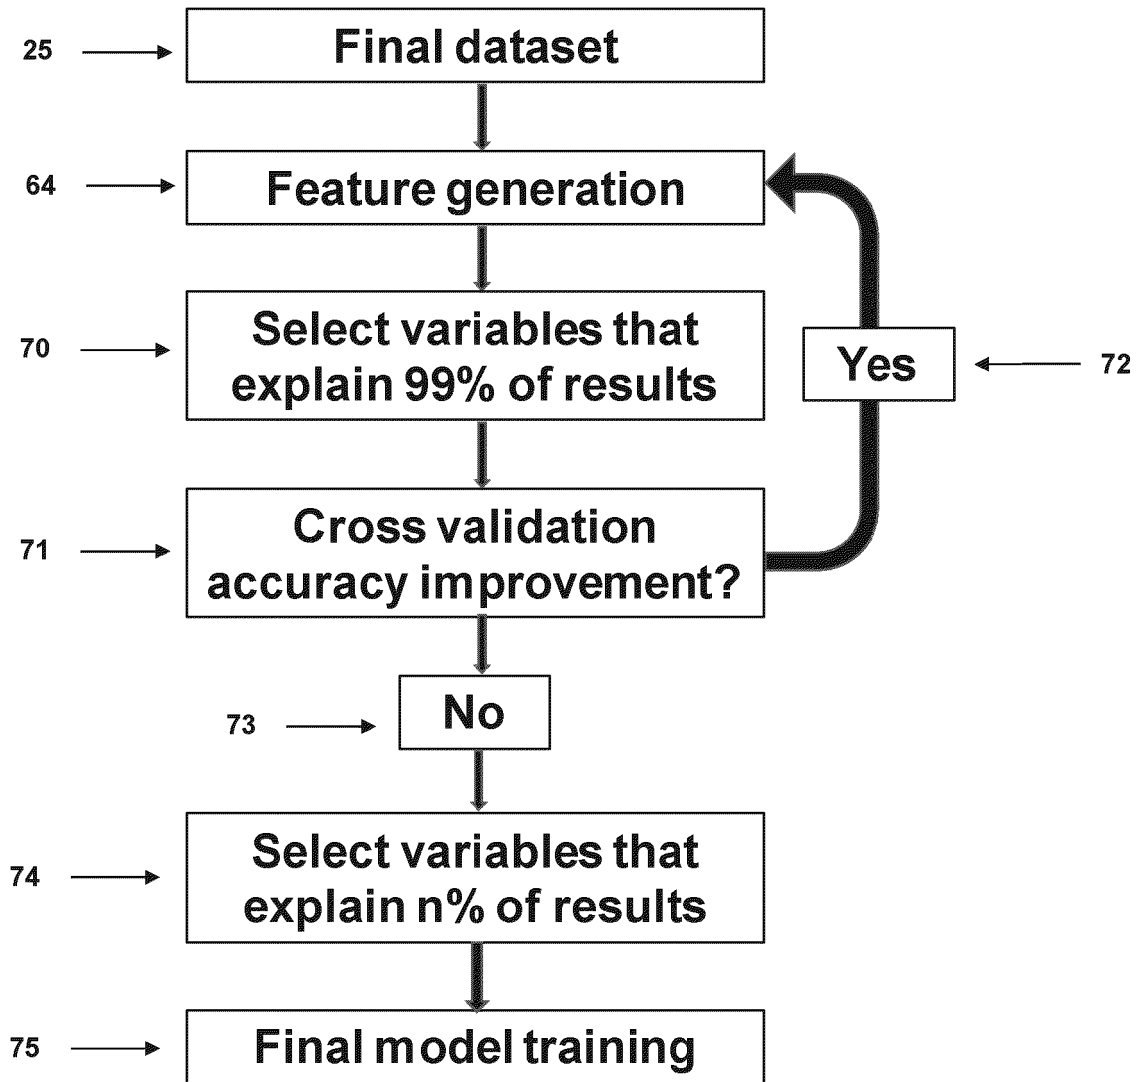 25
Final dataset
64
Feature generation
70
Select variables that
explain 99% of results
Yes
72
71
Cross validation
accuracy improvement?
73
No
74
Select variables that
explain n% of results
75
Final model training